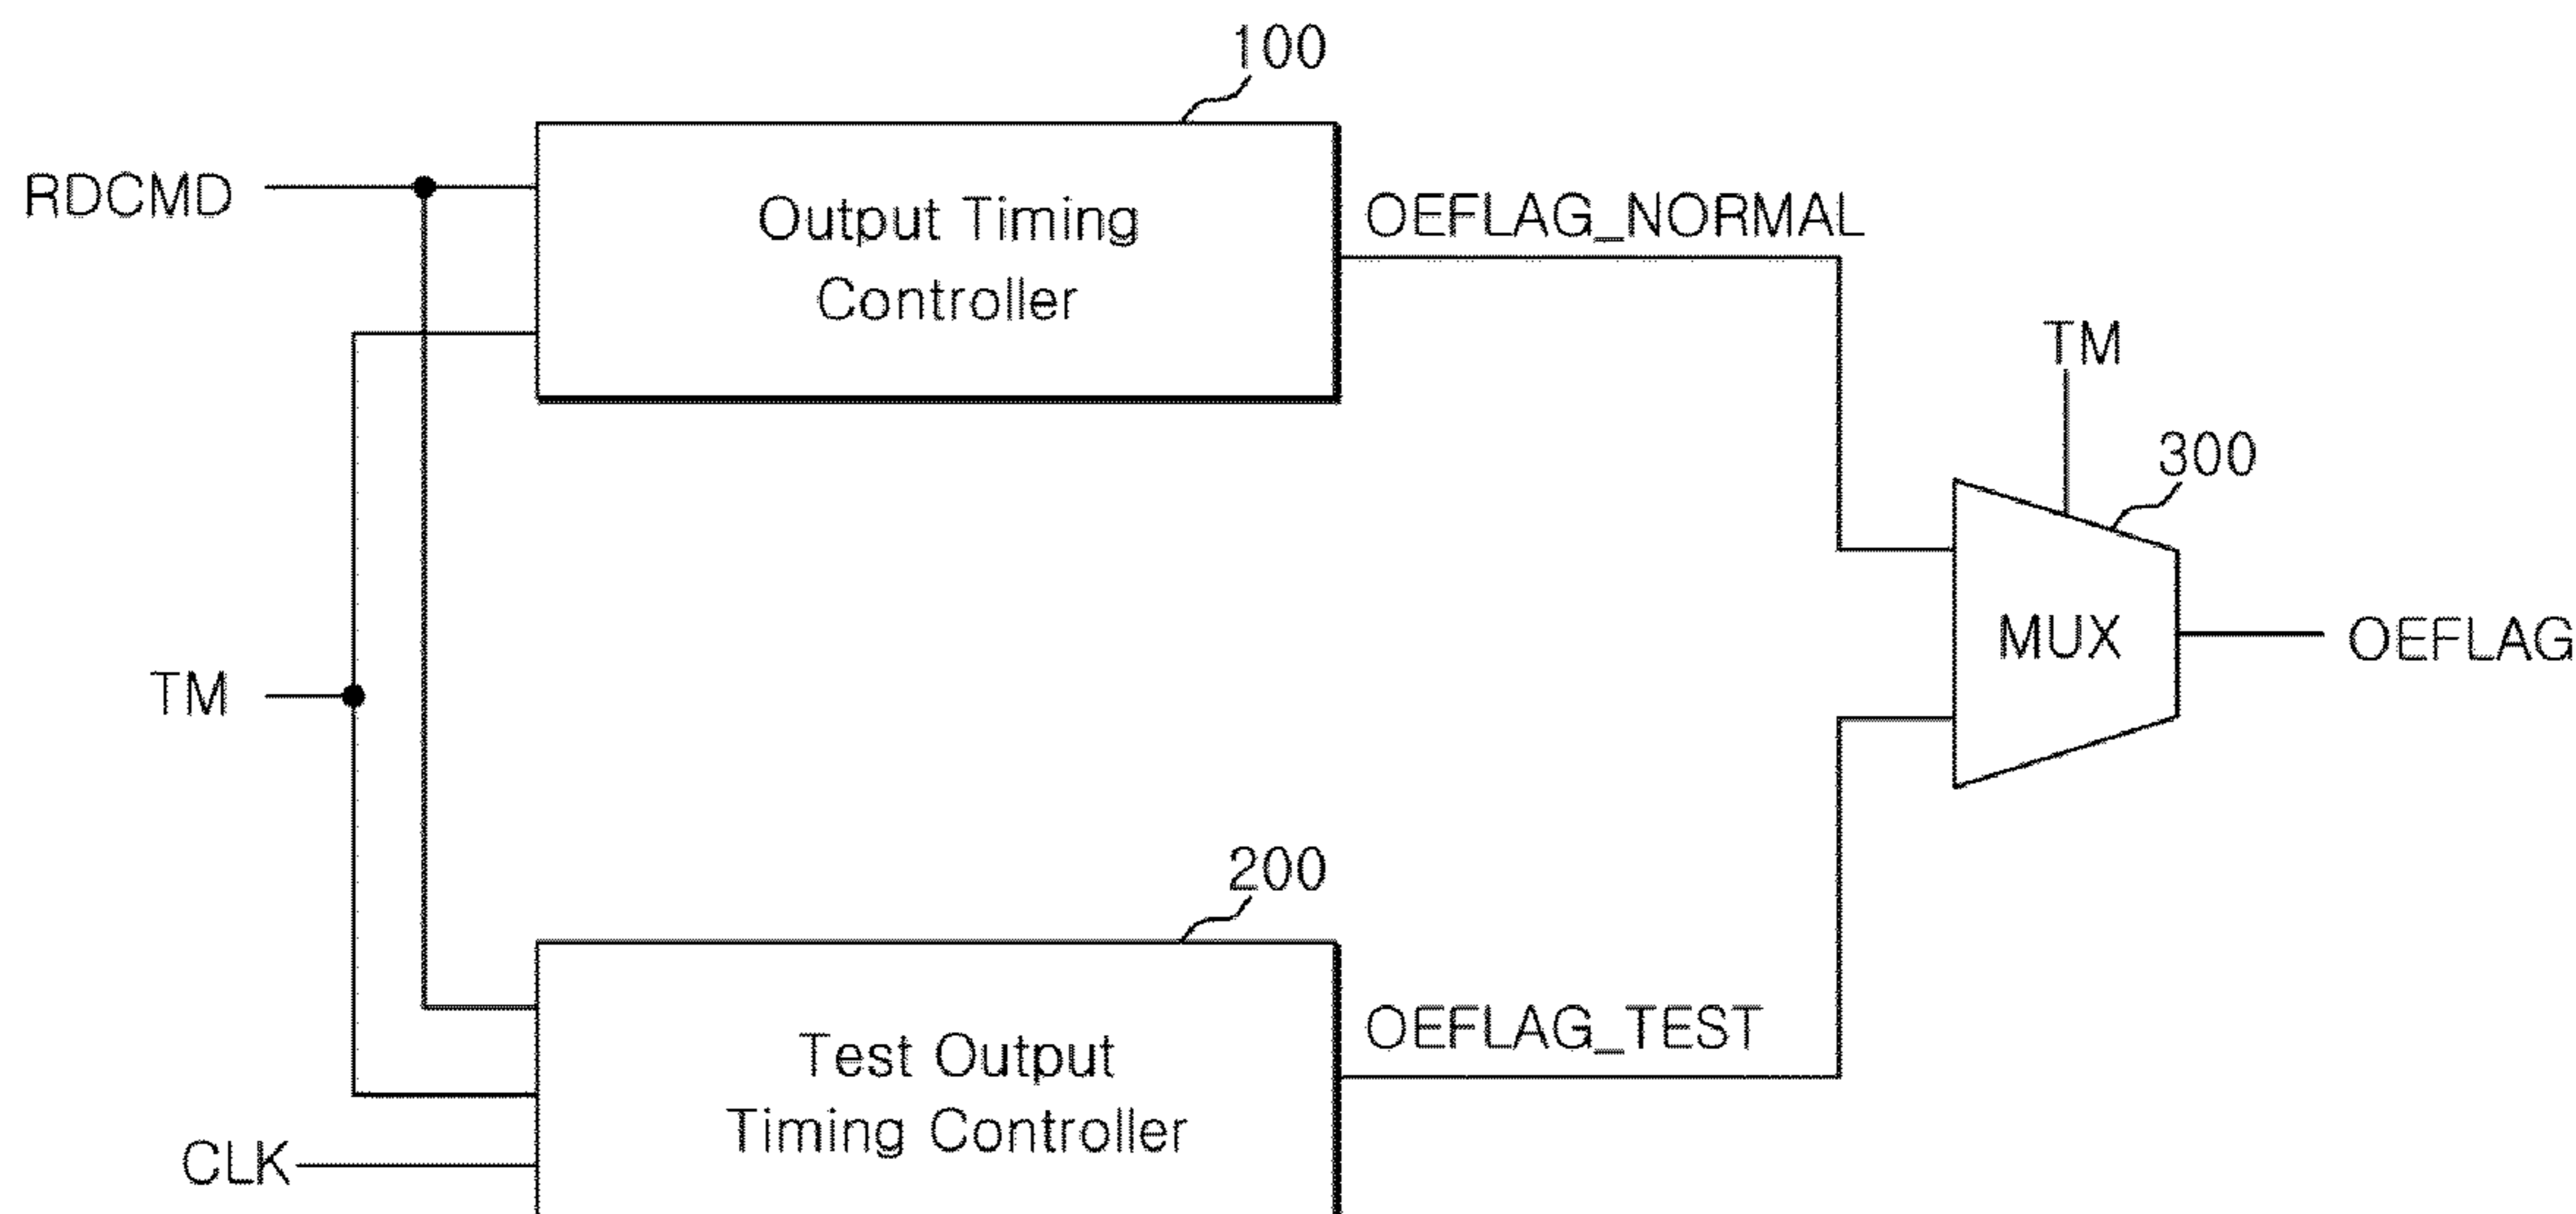 100
RDCMD
Output Timing
Controller
OEFLAG_NORMAL
TM
300
MUX
OEFLAG
TM
200
Test Output
Timing Controller
OEFLAG_TEST
CLK